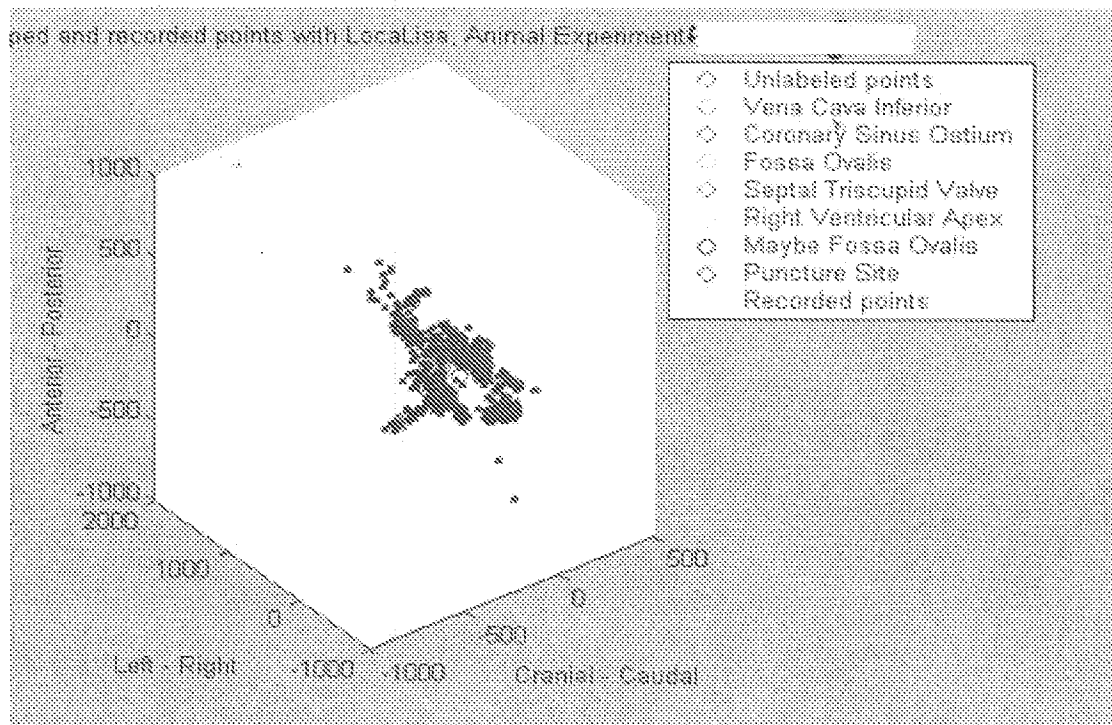 ped and recorded points with LocaLisa, Animal Experiment#
Unlabeled points
Vena Cava Inferior
Coronary Sinus Ostium
Fossa Ovalis
Septal Triscupid Valve
Right Ventricular Apex
Maybe Fossa Ovalis
Puncture Site
Recorded points
1000
500
0
-500
-1000
Anterior -Posterior
2000
1000
0
-1000
Left - Right
-1000
-500
0
500
Cranial - Caudal